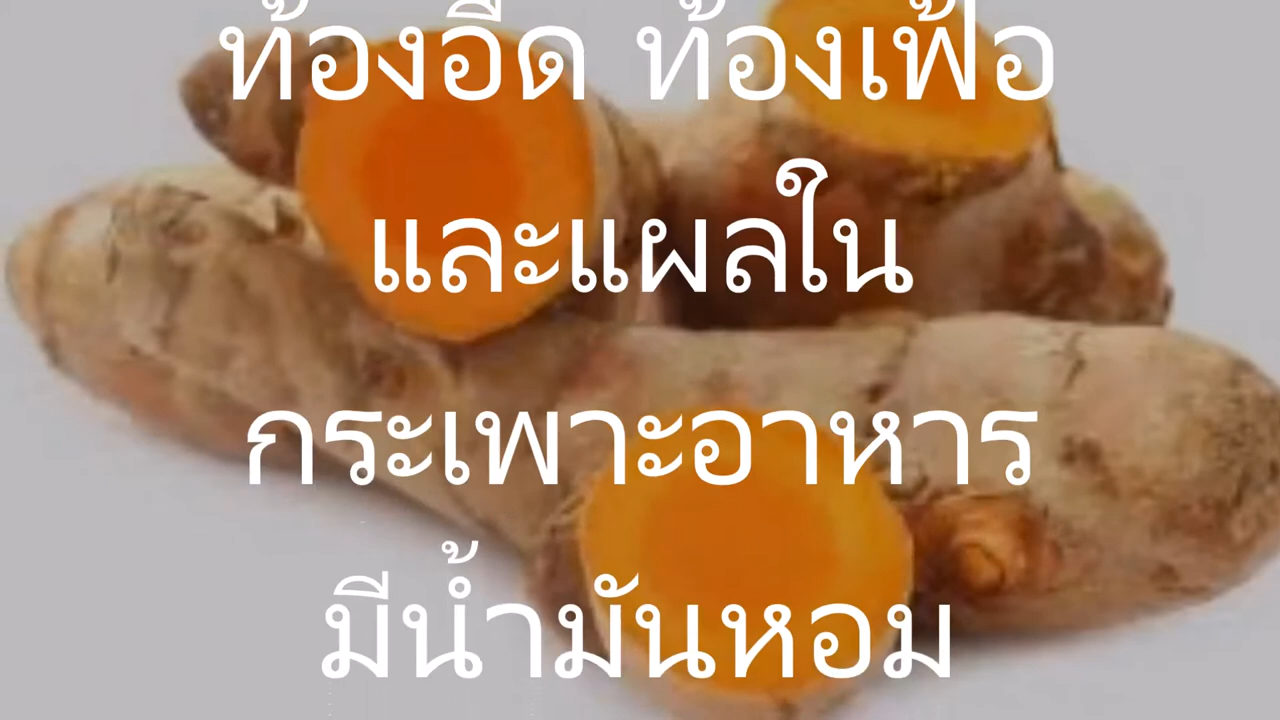 ท้องอืด ท้องเฟ้อ
และแผลใน
กระเพาะอาหาร
มีน้ำมันหอม